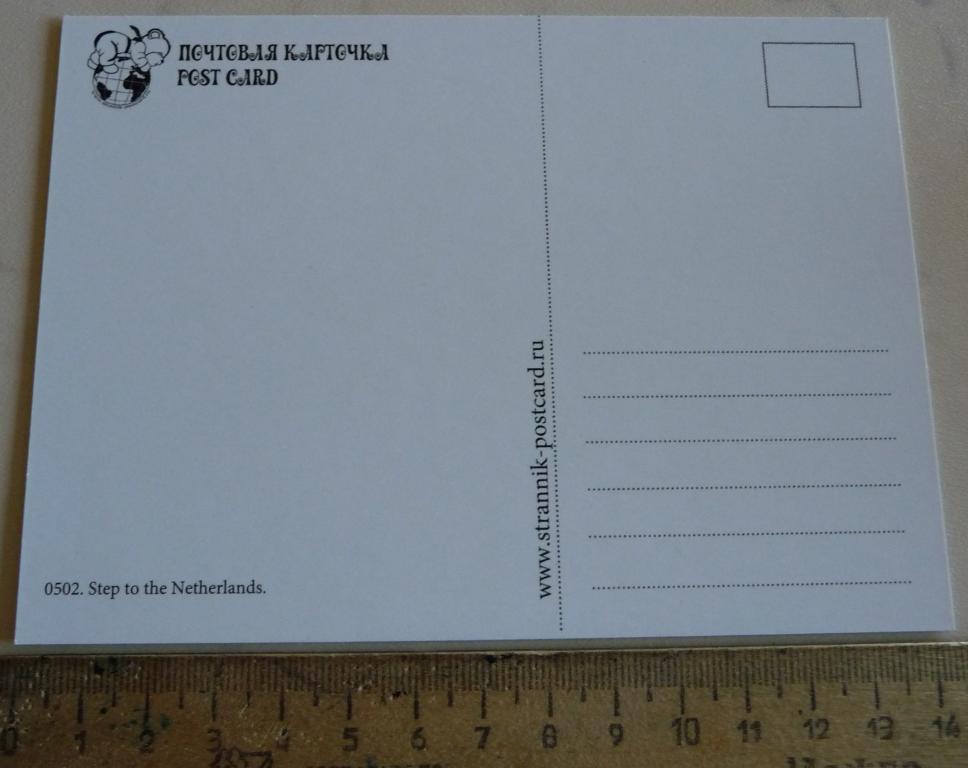 ПОЧТОВАЯ КАРТОЧКА
POST CARD
www.strannik-postcard.ru
0502. Step to the Netherlands.
0 1 2 3 4 5 6 7 8 9 10 11 12 13 14